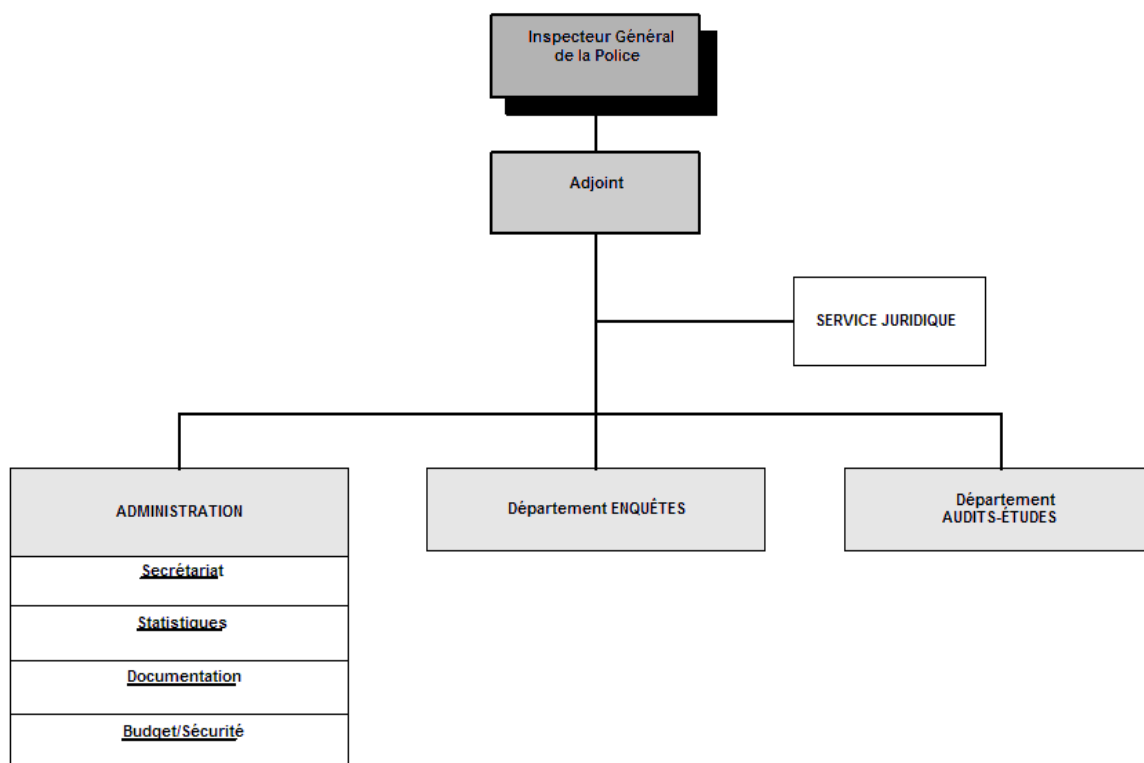 Inspecteur Général
de la Police
Adjoint
SERVICE JURIDIQUE
ADMINISTRATION
Secrétariat
Statistiques
Documentation
Budget/Sécurité
Département ENQUÊTES
Département
AUDITS-ÉTUDES